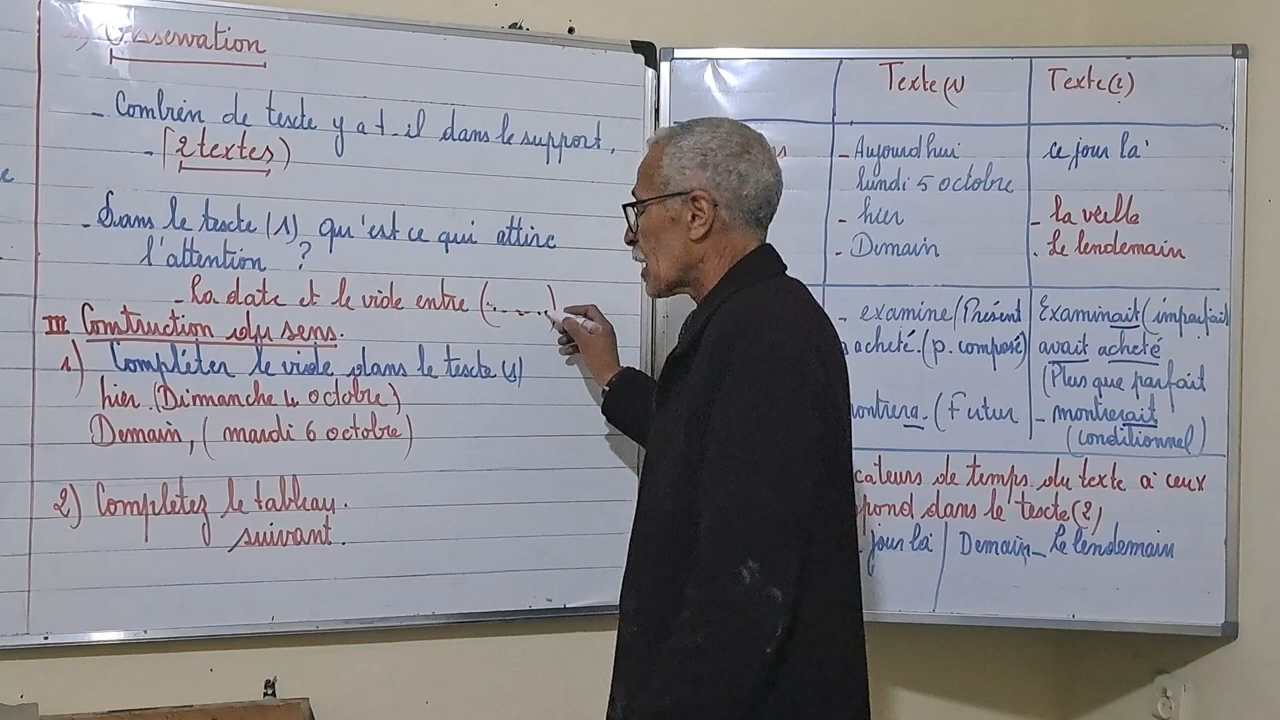 Observation
- Combien de texte y a t-il dans le support.
- (2 textes)
- Dans le texte (1) qu'est ce qui attire
l'attention ?
- La date et le vide entre (.....)
III Construction du sens.
1) Compléter le vide dans le texte (1)
hier. (Dimanche 4 octobre)
Demain, (mardi 6 octobre)
2) Completez le tableau.
suivant.
Texte (1) Texte (2)
- Aujourdhui ce jour là
lundi 5 octobre
- hier - la veille
- Demain - Le lendemain
- examine (Présent Examinait (imparfait
acheté. (p. composé) avait acheté
(Plus que parfait
montrera. (Futur - montrerait
(conditionnel)
cateurs de temps du texte à ceux
pond dans le texte (2)
jour là Demain - Le lendemain